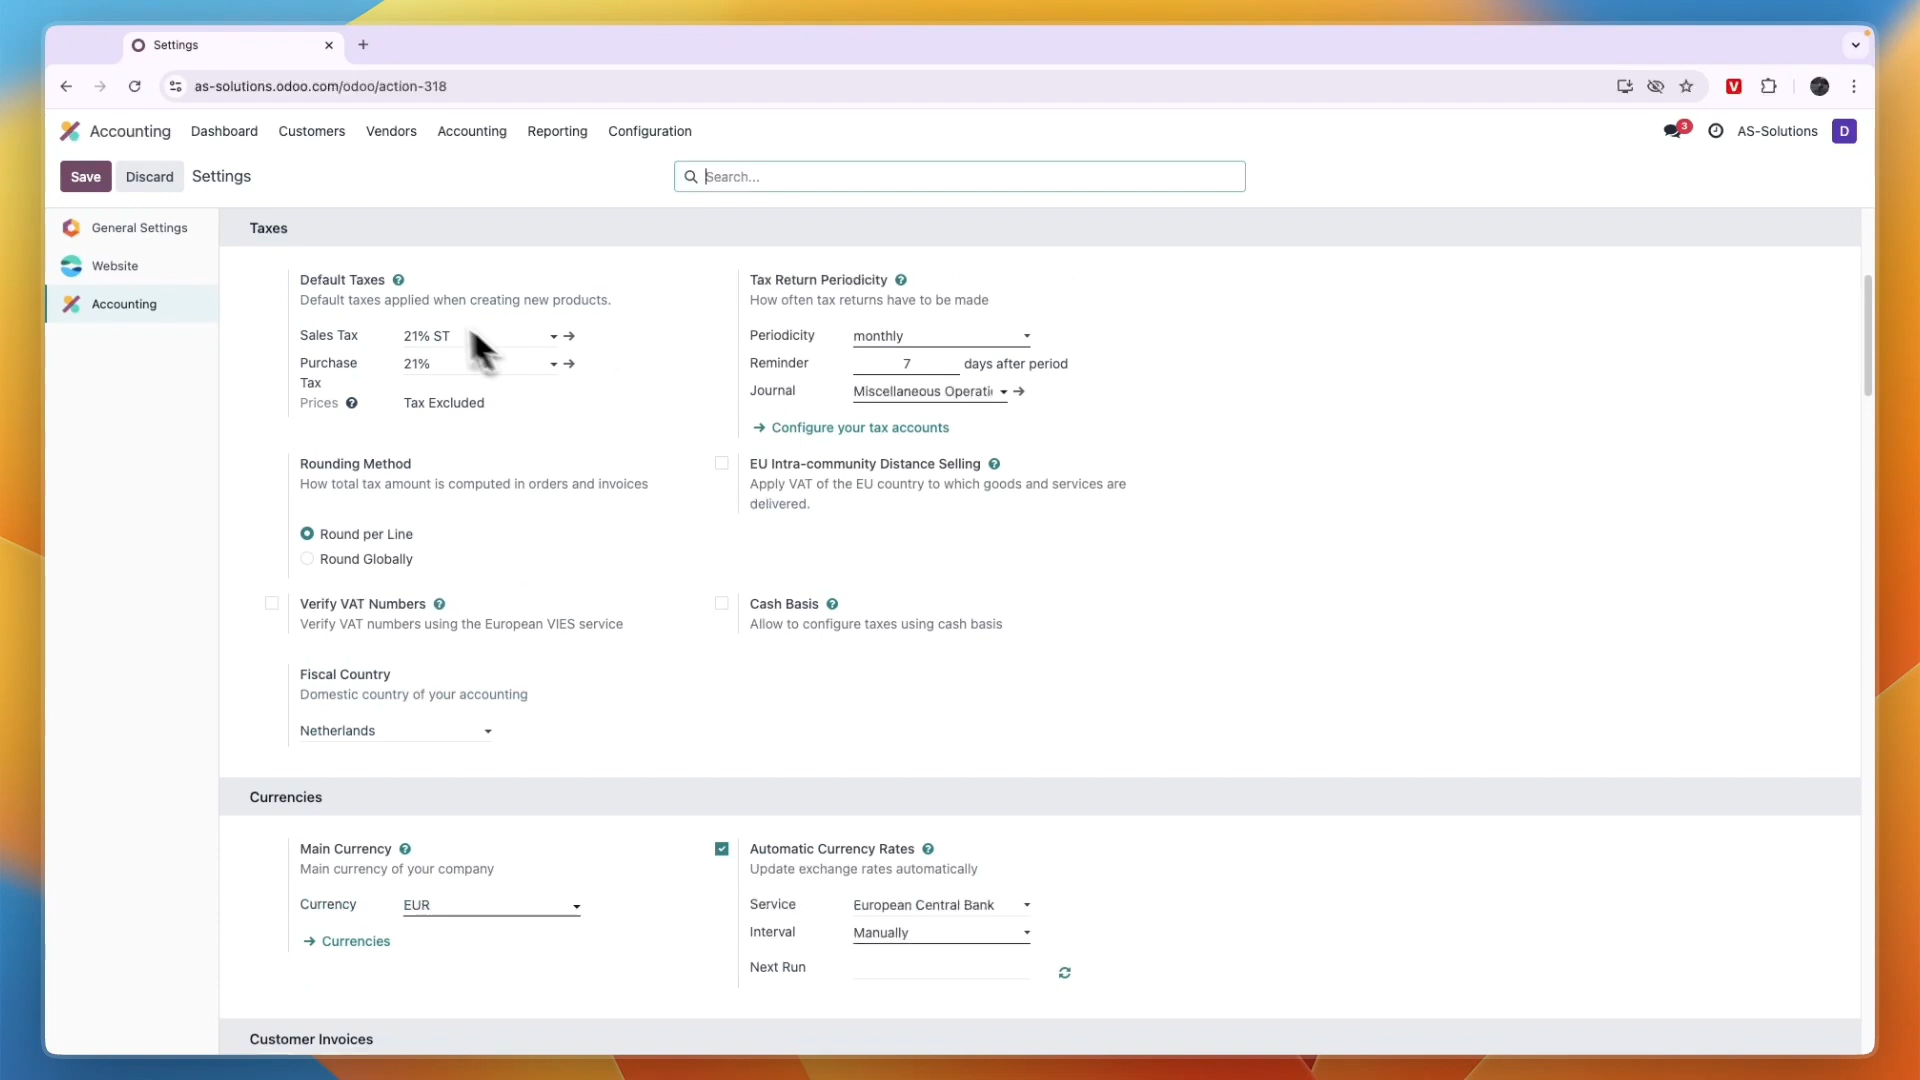 Settings
as-solutions.odoo.com/odoo/action-318
V
Accounting Dashboard Customers Vendors Accounting Reporting Configuration
3
AS-Solutions
D
Save Discard Settings
Search...
General Settings
Website
Accounting
Taxes
Default Taxes ?
Default taxes applied when creating new products.
Sales Tax 21% ST
Purchase Tax 21%
Prices ? Tax Excluded
Tax Return Periodicity ?
How often tax returns have to be made
Periodicity monthly
Reminder 7 days after period
Journal Miscellaneous Operati
Configure your tax accounts
Rounding Method
How total tax amount is computed in orders and invoices
Round per Line
Round Globally
EU Intra-community Distance Selling ?
Apply VAT of the EU country to which goods and services are
delivered.
Verify VAT Numbers ?
Verify VAT numbers using the European VIES service
Cash Basis ?
Allow to configure taxes using cash basis
Fiscal Country
Domestic country of your accounting
Netherlands
Currencies
Main Currency ?
Main currency of your company
Currency EUR
Currencies
Automatic Currency Rates ?
Update exchange rates automatically
Service European Central Bank
Interval Manually
Next Run
Customer Invoices